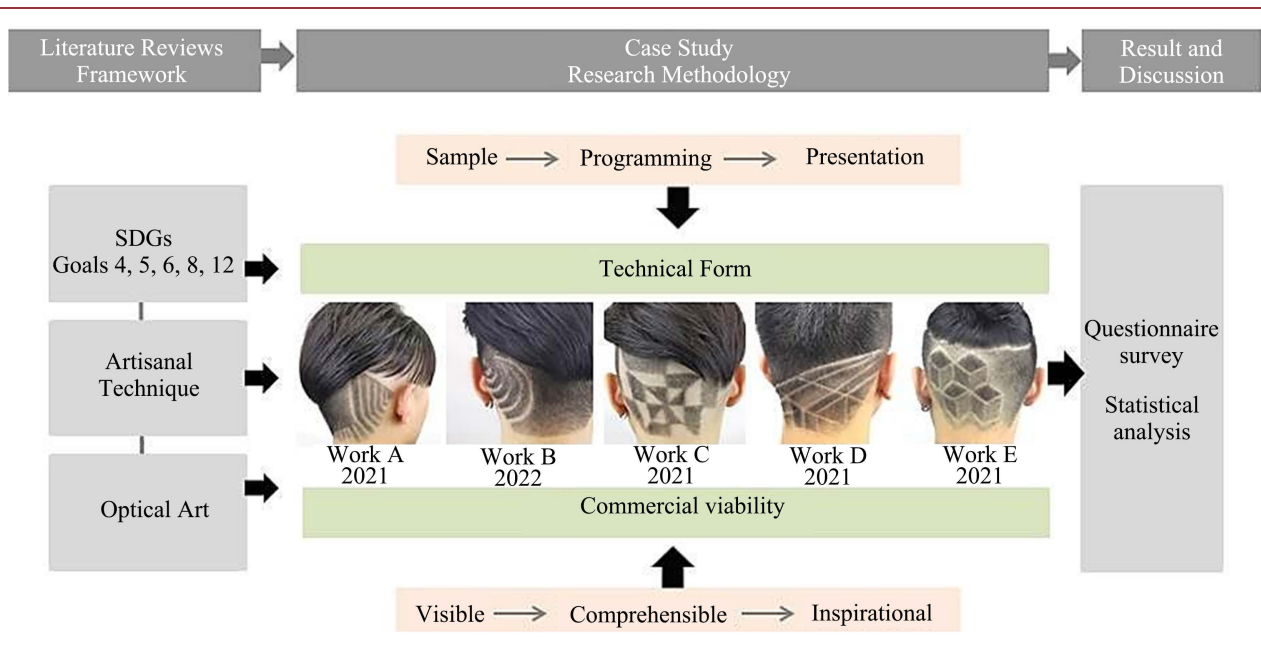 Literature Reviews
Framework
Case Study
Research Methodology
Result and
Discussion
Sample
Programming
Presentation
SDGs
Goals 4, 5, 6, 8, 12
Technical Form
Artisanal
Technique
Optical Art
Work A
2021
Work B
2022
Work C
2021
Work D
2021
Work E
2021
Commercial viability
Visible
Comprehensible
Inspirational
Questionnaire
survey
Statistical
analysis